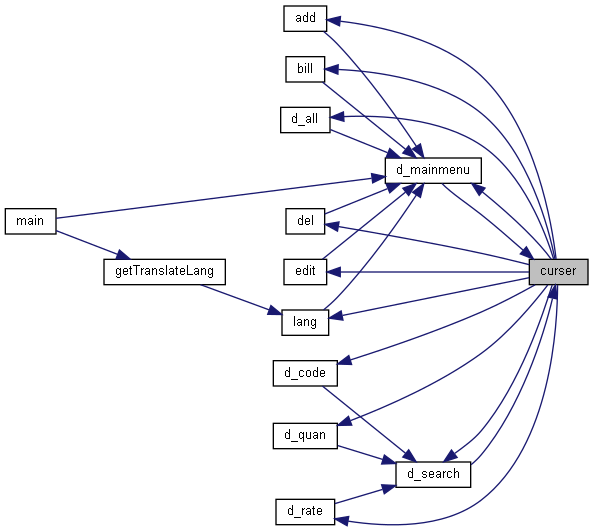 add
bill
d_all
d_mainmenu
main
del
getTranslateLang
edit
curser
lang
d_code
d_quan
d_search
d_rate